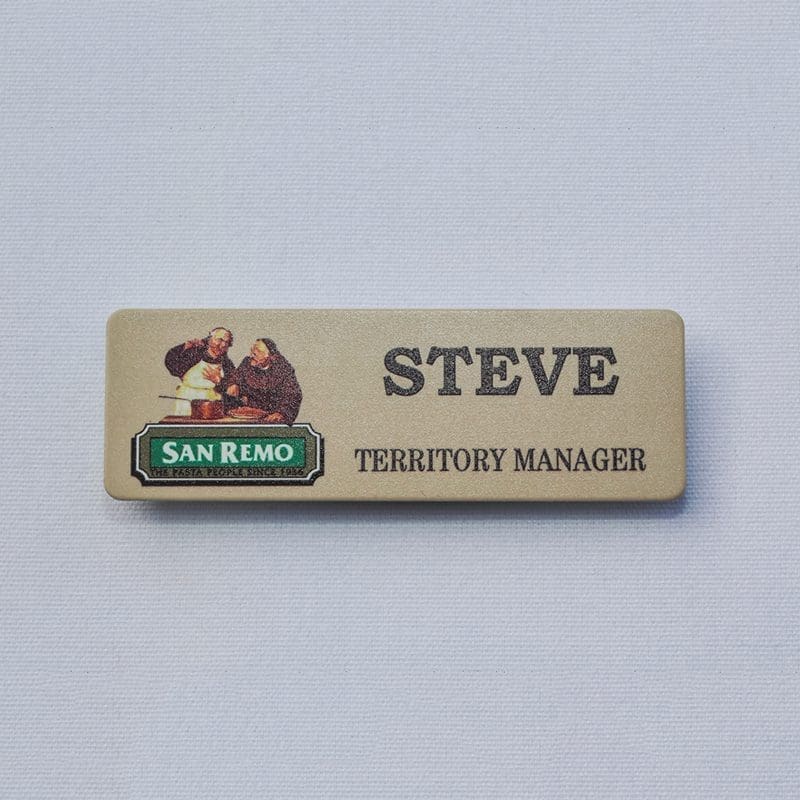 STEVE
TERRITORY MANAGER
SAN REMO
THE PASTA PEOPLE SINCE 1936